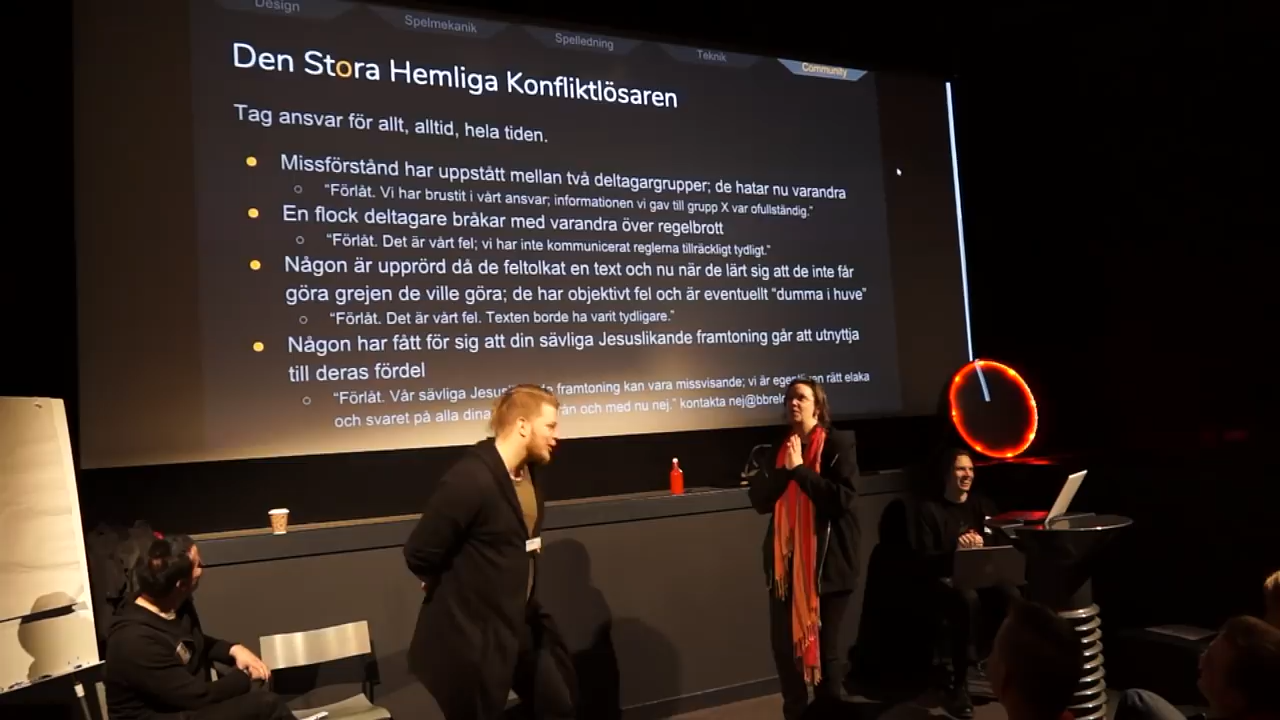 Design
Spelmekanik
Spelledning
Teknik
Community
Den Stora Hemliga Konfliktlösaren
Tag ansvar för allt, alltid, hela tiden.
Missförstånd har uppstått mellan två deltagargrupper; de hatar nu varandra
"Förlåt. Vi har brustit i vårt ansvar; informationen vi gav till grupp X var ofullständig."
En flock deltagare bråkar med varandra över regelbrott
"Förlåt. Det är vårt fel; vi har inte kommunicerat reglerna tillräckligt tydligt."
Någon är upprörd då de feltolkat en text och nu när de lärt sig att de inte får
göra grejen de ville göra; de har objektivt fel och är eventuellt "dumma i huve"
"Förlåt. Det är vårt fel. Texten borde ha varit tydligare."
Någon har fått för sig att din sävliga Jesuslikande framtoning går att utnyttja
till deras fördel
"Förlåt. Vår sävliga framtoning kan vara missvisande; vi är rätt elaka
och svaret på alla dina och med nu nej." kontakta